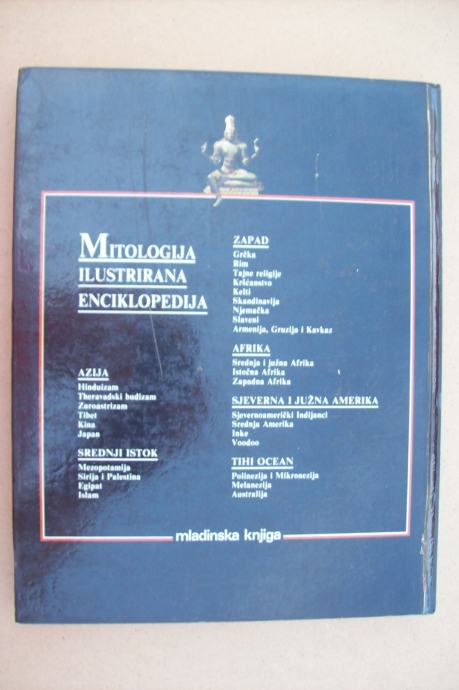 MITOLOGIJA
ILUSTRIRANA
ENCIKLOPEDIJA
AZIJA
Hinduizam
Theravadski budizam
Zoroastrizam
Tibet
Kina
Japan
SREDNJI ISTOK
Mezopotamija
Sirija i Palestina
Egipat
Islam
ZAPAD
Grčka
Rim
Tajne religije
Kršćanstvo
Kelti
Skandinavija
Njemačka
Slaveni
Armenija, Gruzija i Kavkaz
AFRIKA
Srednja i južna Afrika
Istočna Afrika
Zapadna Afrika
SJEVERNA I JUŽNA AMERIKA
Sjevernoamerički Indijanci
Srednja Amerika
Inke
Voodoo
TIHI OCEAN
Polinezija i Mikronezija
Melanezija
Australija
mladinska knjiga